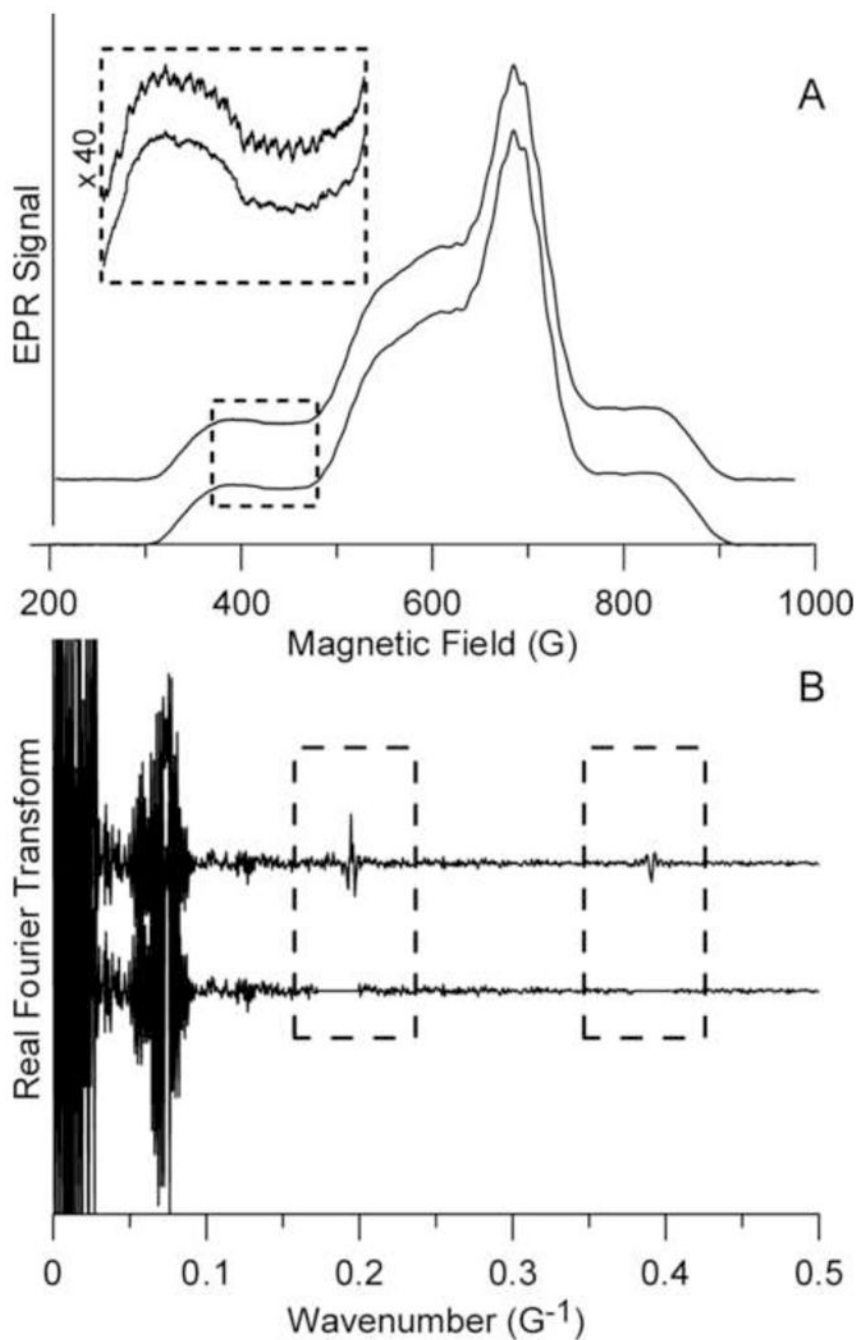 A
x 40
EPR Signal
200 400 600 800 1000
Magnetic Field (G)
B
Real Fourier Transform
0 0.1 0.2 0.3 0.4 0.5
Wavenumber (G-1)